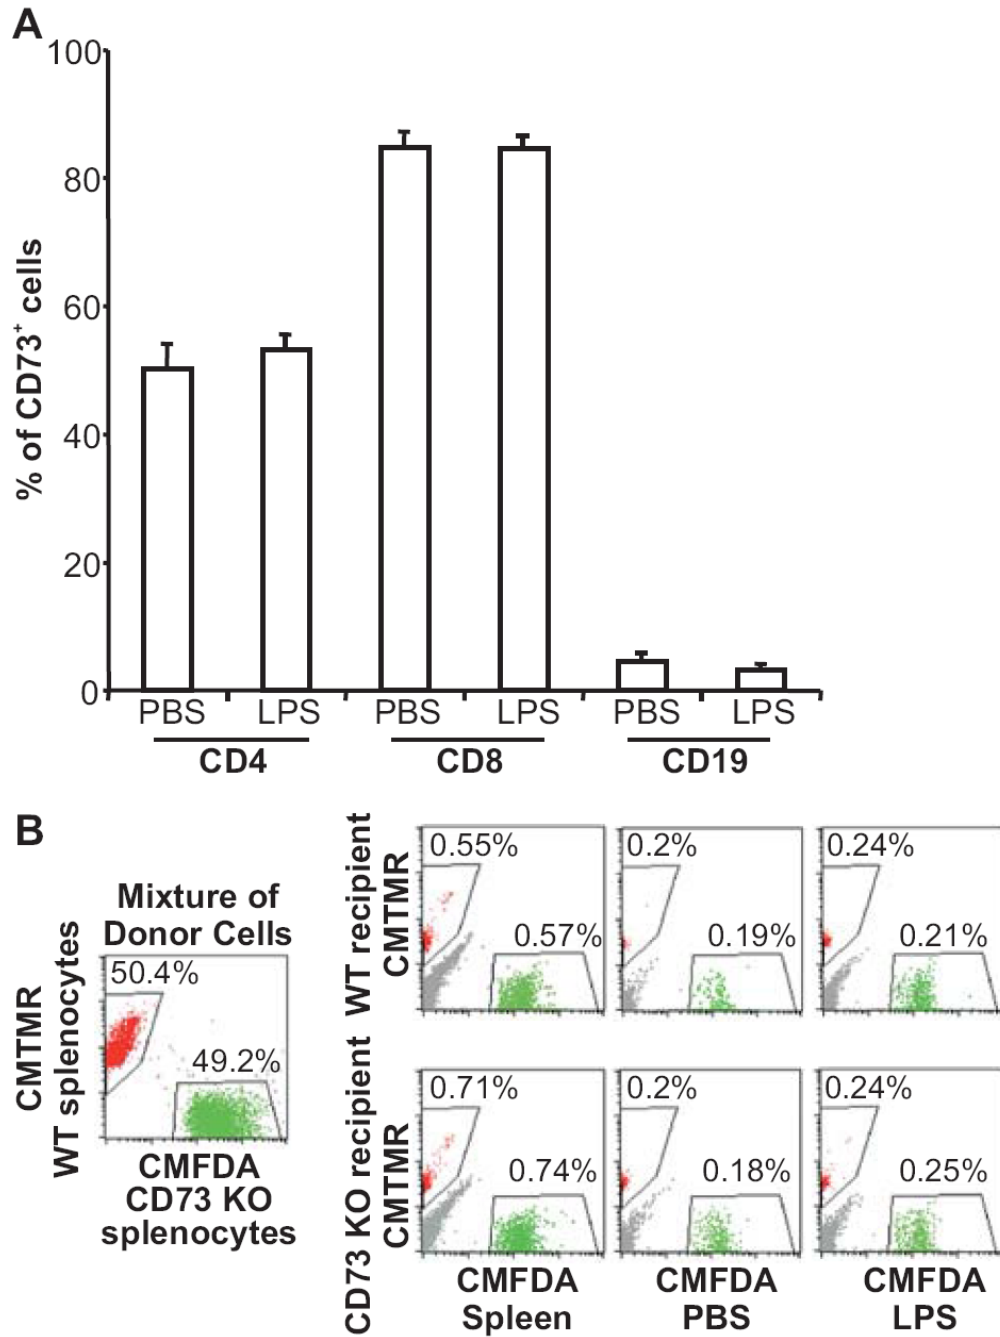 A
100
80
60
40
20
0
% of CD73+ cells
PBS LPS PBS LPS PBS LPS
CD4 CD8 CD19
B
Mixture of
Donor Cells
50.4%
49.2%
CMTMR
WT splenocytes
CMFDA
CD73 KO
splenocytes
WT recipient
CMTMR
0.55%
0.57%
0.2%
0.19%
0.24%
0.21%
CD73 KO recipient
CMTMR
0.71%
0.74%
0.2%
0.18%
0.24%
0.25%
CMFDA CMFDA CMFDA
Spleen PBS LPS